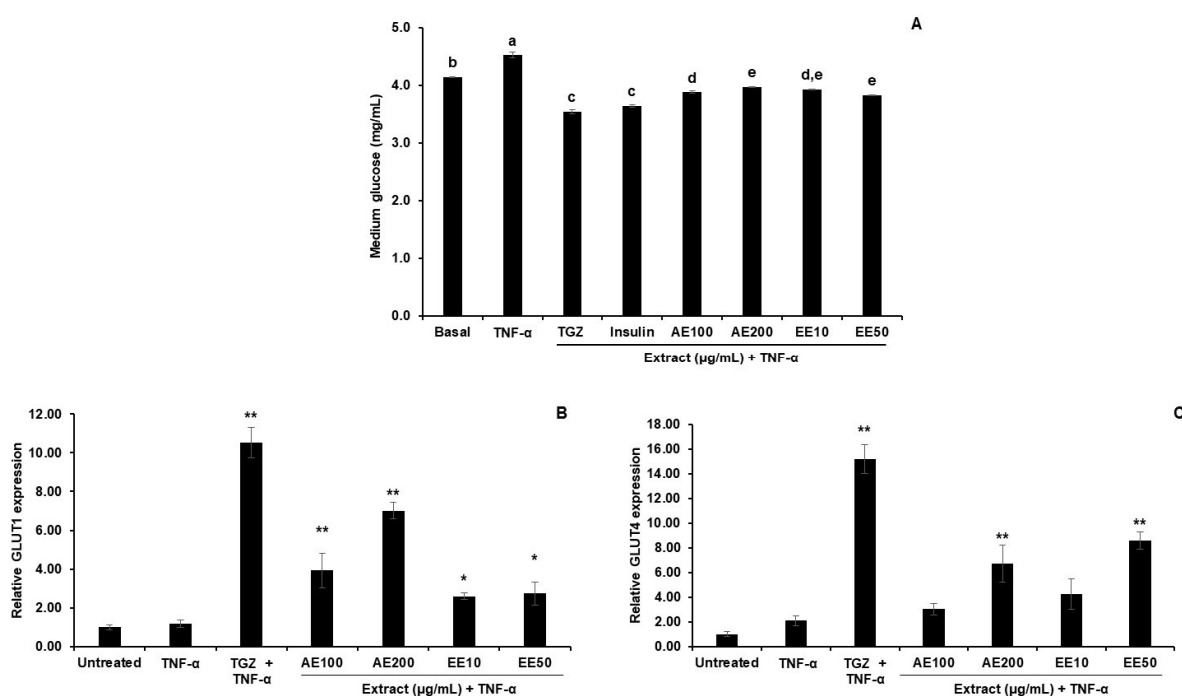 A
Medium glucose (mg/mL)
5.0
4.0
3.0
2.0
1.0
0.0
b
a
c
c
d
e
d,e
e
Basal
TNF-α
TGZ
Insulin
AE100
AE200
EE10
EE50
Extract (µg/mL) + TNF-α
B
Relative GLUT1 expression
12.00
10.00
8.00
6.00
4.00
2.00
0.00
**
**
**
*
*
Untreated
TNF-α
TGZ +
TNF-α
AE100
AE200
EE10
EE50
Extract (µg/mL) + TNF-α
C
Relative GLUT4 expression
18.00
16.00
14.00
12.00
10.00
8.00
6.00
4.00
2.00
0.00
**
**
**
Untreated
TNF-α
TGZ +
TNF-α
AE100
AE200
EE10
EE50
Extract (µg/mL) + TNF-α